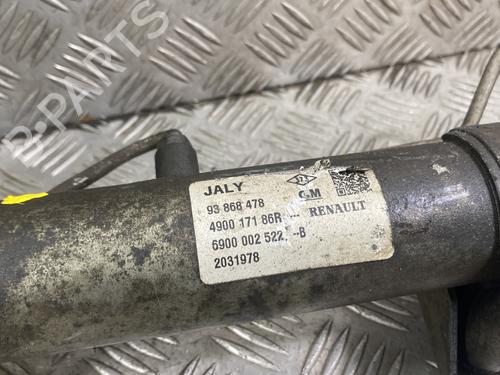 JALY
93 868 478
GM
4900 171 86R-- RENAULT
6900 002 522 --B
2031978
B-PARTS